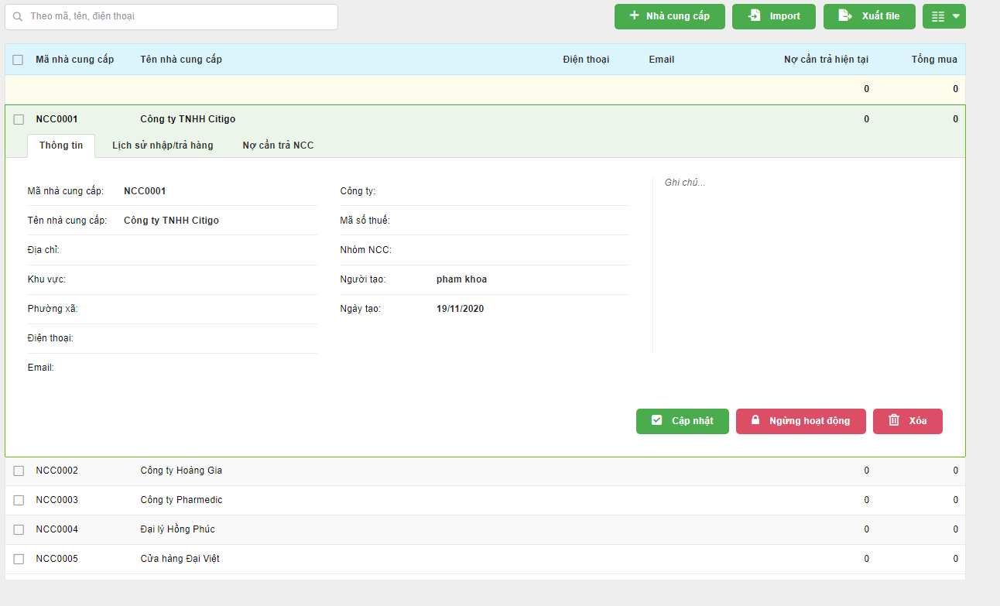 Theo mã, tên, điện thoại
Nhà cung cấp Import Xuất file
Mã nhà cung cấp Tên nhà cung cấp Điện thoại Email Nợ cần trả hiện tại Tổng mua
0 0
NCC0001 Công ty TNHH Citigo 0 0
Thông tin Lịch sử nhập/trả hàng Nợ cần trả NCC
Mã nhà cung cấp: NCC0001 Công ty: Ghi chú...
Tên nhà cung cấp: Công ty TNHH Citigo Mã số thuế:
Địa chỉ: Nhóm NCC:
Khu vực: Người tạo: pham khoa
Phường xã: Ngày tạo: 19/11/2020
Điện thoại:
Email:
Cập nhật Ngừng hoạt động Xóa
NCC0002 Công ty Hoàng Gia 0 0
NCC0003 Công ty Pharmedic 0 0
NCC0004 Đại lý Hồng Phúc 0 0
NCC0005 Cửa hàng Đại Việt 0 0